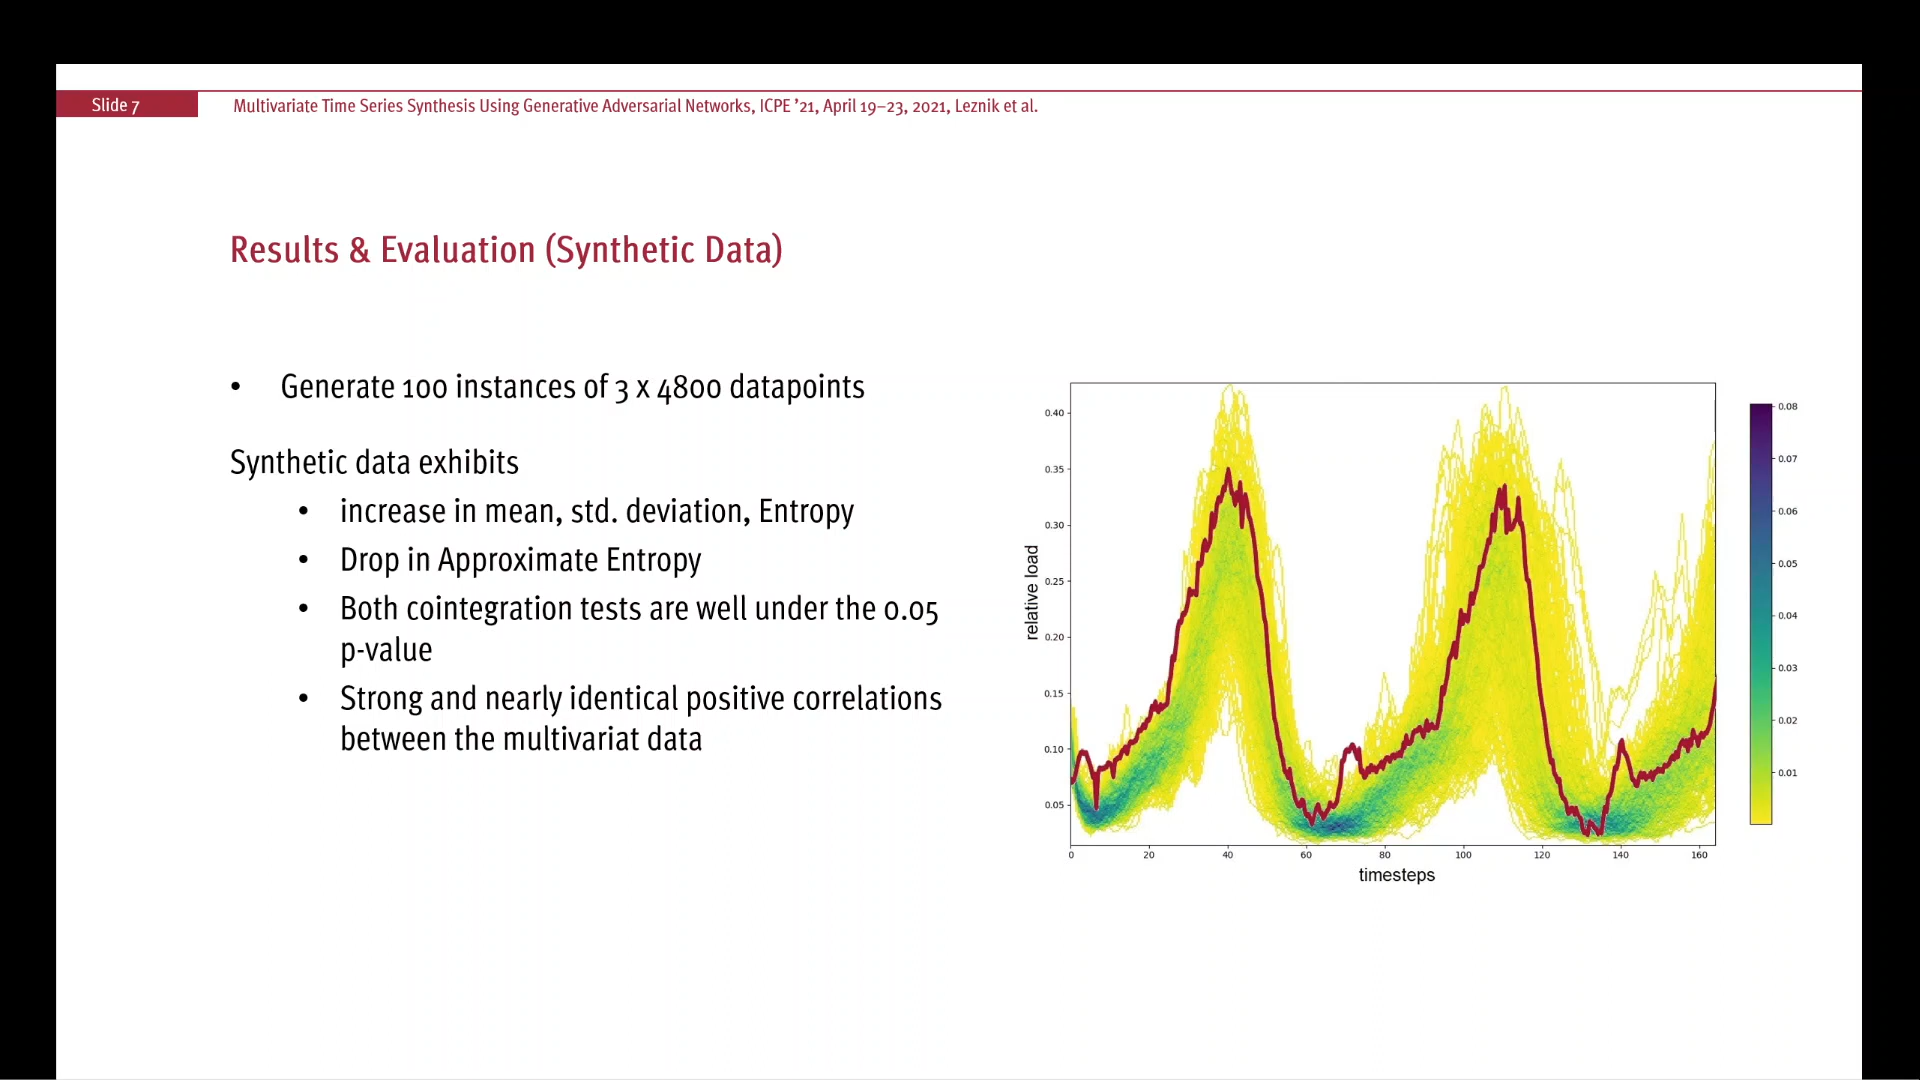 Slide 7
Multivariate Time Series Synthesis Using Generative Adversarial Networks, ICPE ’21, April 19–23, 2021, Leznik et al.
Results & Evaluation (Synthetic Data)
• Generate 100 instances of 3 x 4800 datapoints
Synthetic data exhibits
• increase in mean, std. deviation, Entropy
• Drop in Approximate Entropy
• Both cointegration tests are well under the 0.05
p-value
• Strong and nearly identical positive correlations
between the multivariat data
relative load
0.40
0.35
0.30
0.25
0.20
0.15
0.10
0.05
0 20 40 60 80 100 120 140 160
timesteps
0.08
0.07
0.06
0.05
0.04
0.03
0.02
0.01